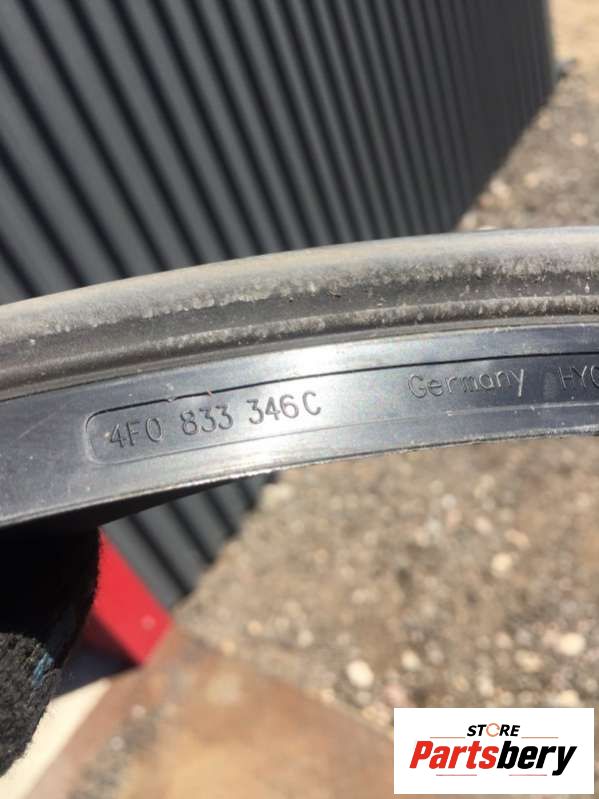 4F0 833 346C Germany
STORE
Partsbery